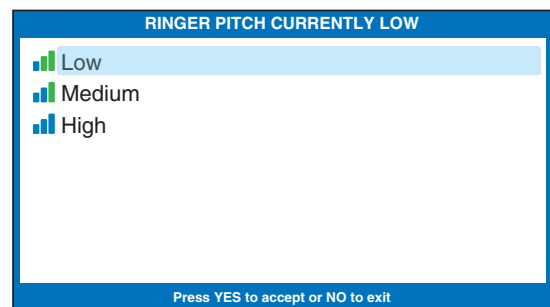 RINGER PITCH CURRENTLY LOW
Low
Medium
High
Press YES to accept or NO to exit